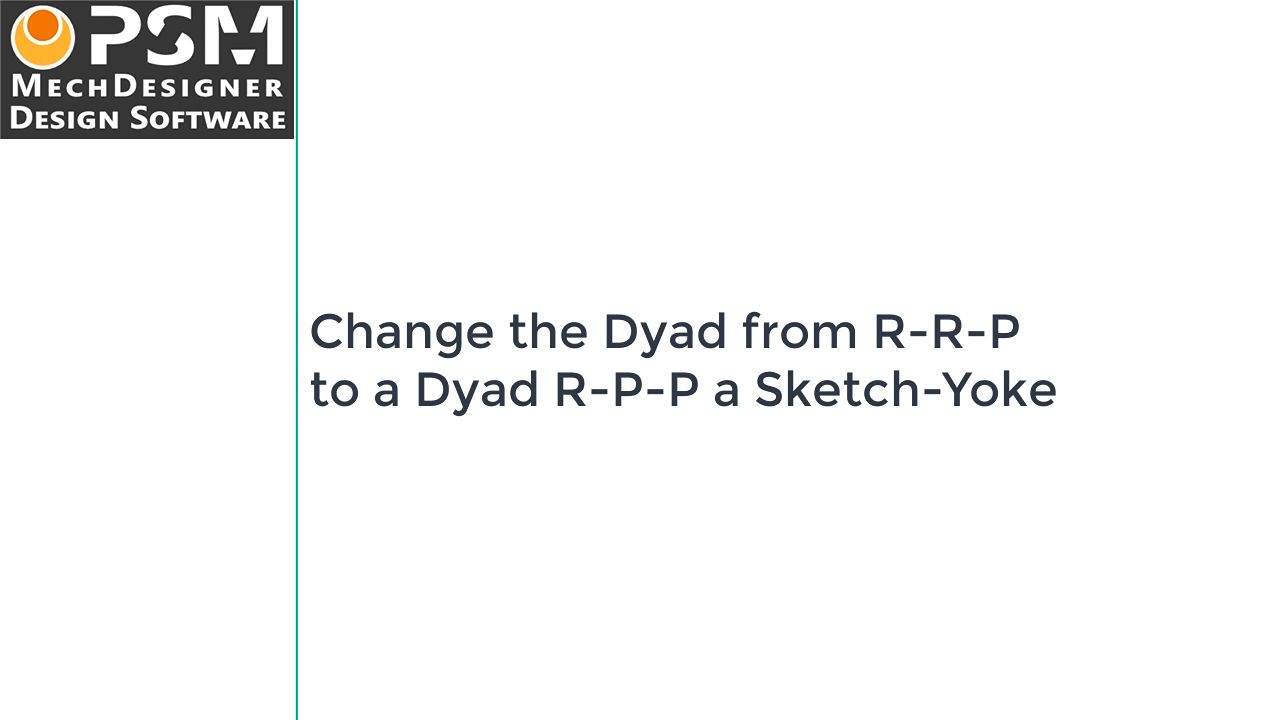 PSM
MECHDESIGNER
DESIGN SOFTWARE
Change the Dyad from R-R-P
to a Dyad R-P-P a Sketch-Yoke